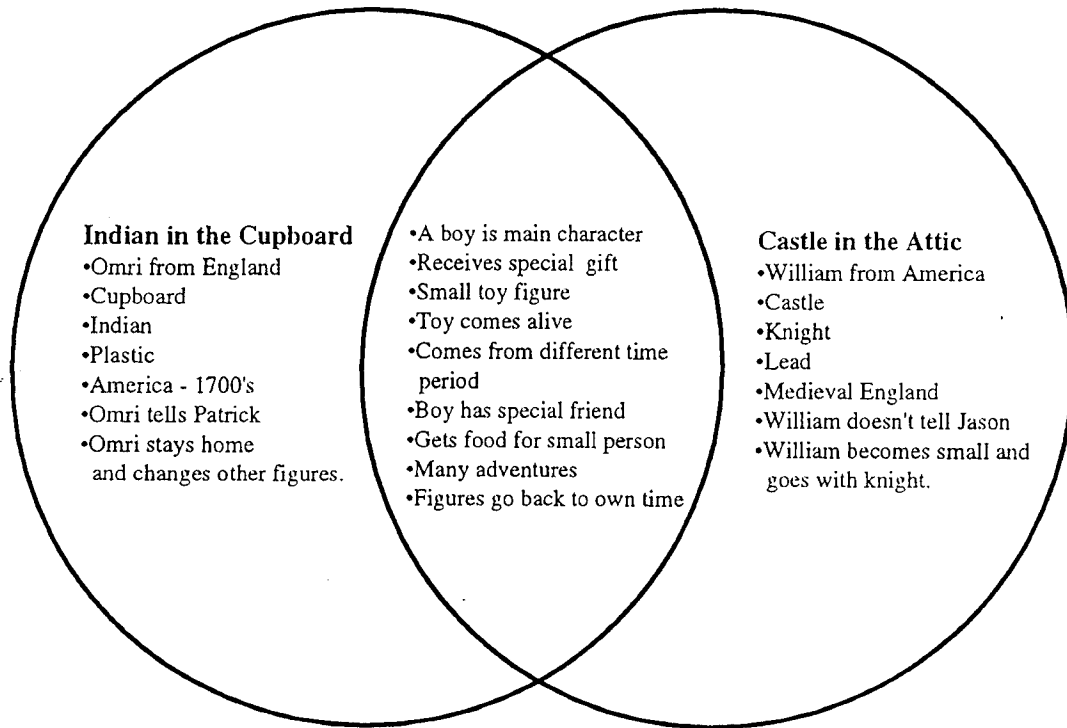 Indian in the Cupboard
•Omri from England
•Cupboard
•Indian
•Plastic
•America - 1700's
•Omri tells Patrick
•Omri stays home
and changes other figures.
•A boy is main character
•Receives special gift
•Small toy figure
•Toy comes alive
•Comes from different time
period
•Boy has special friend
•Gets food for small person
•Many adventures
•Figures go back to own time
Castle in the Attic
•William from America
•Castle
•Knight
•Lead
•Medieval England
•William doesn't tell Jason
•William becomes small and
goes with knight.